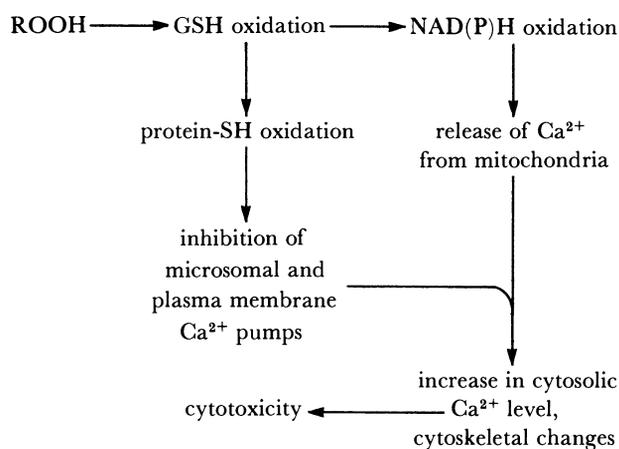 ROOH GSH oxidation NAD(P)H oxidation
protein-SH oxidation
release of Ca²⁺
from mitochondria
inhibition of
microsomal and
plasma membrane
Ca²⁺ pumps
increase in cytosolic
Ca²⁺ level,
cytoskeletal changes
cytotoxicity